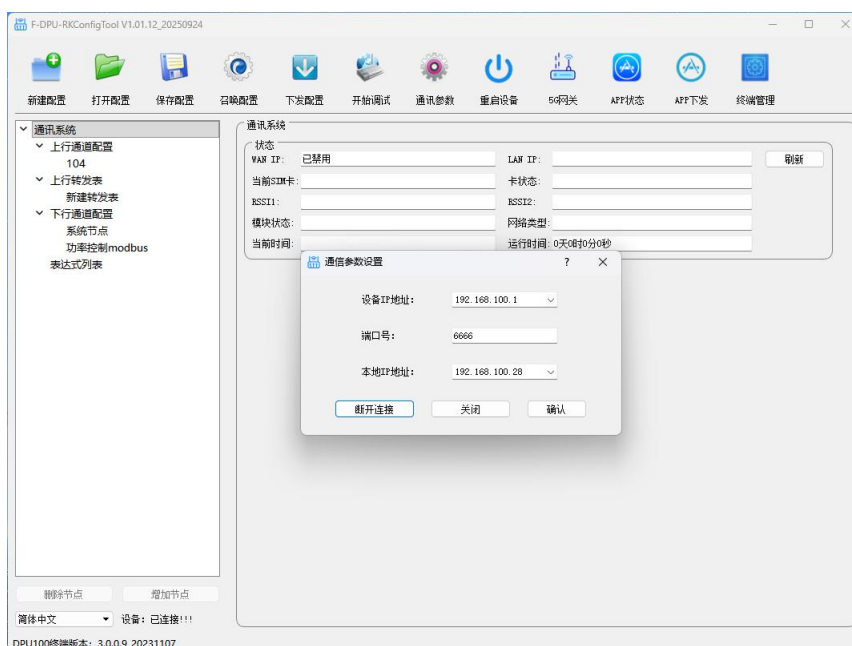 F-DPU-RKConfigTool V1.01.12_20250924
新建配置 打开配置 保存配置 召唤配置 下发配置 开始调试 通讯参数 重启设备 5G网关 APP状态 APP下发 终端管理
通讯系统
上行通道配置
104
上行转发表
新建转发表
下行通道配置
系统节点
功率控制modbus
表达式列表
通讯系统
状态
WAN IP: 已禁用 LAN IP: 刷新
当前SIM卡: 卡状态:
RSSI1: RSSI2:
模块状态: 网络类型:
当前时间: 运行时间: 0天0时0分0秒
通信参数设置 ?
设备IP地址: 192.168.100.1
端口号: 6666
本地IP地址: 192.168.100.28
断开连接 关闭 确认
删除节点 增加节点
简体中文 设备: 已连接!!!
DPU100终端版本: 3.0.0.9_20231107